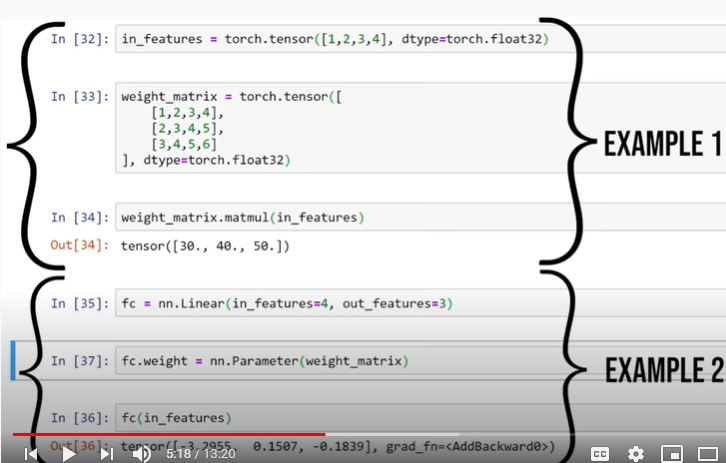 In [32]: in_features = torch.tensor([1,2,3,4], dtype=torch.float32)
In [33]: weight_matrix = torch.tensor([
[1,2,3,4],
[2,3,4,5],
[3,4,5,6]
], dtype=torch.float32)
EXAMPLE 1
In [34]: weight_matrix.matmul(in_features)
Out[34]: tensor([30., 40., 50.])
In [35]: fc = nn.Linear(in_features=4, out_features=3)
In [37]: fc.weight = nn.Parameter(weight_matrix)
EXAMPLE 2
In [36]: fc(in_features)
Out[36]: tensor([-3.2955, 0.1507, -0.1839], grad_fn=<AddBackward0>)
5:18 / 13:20
CC